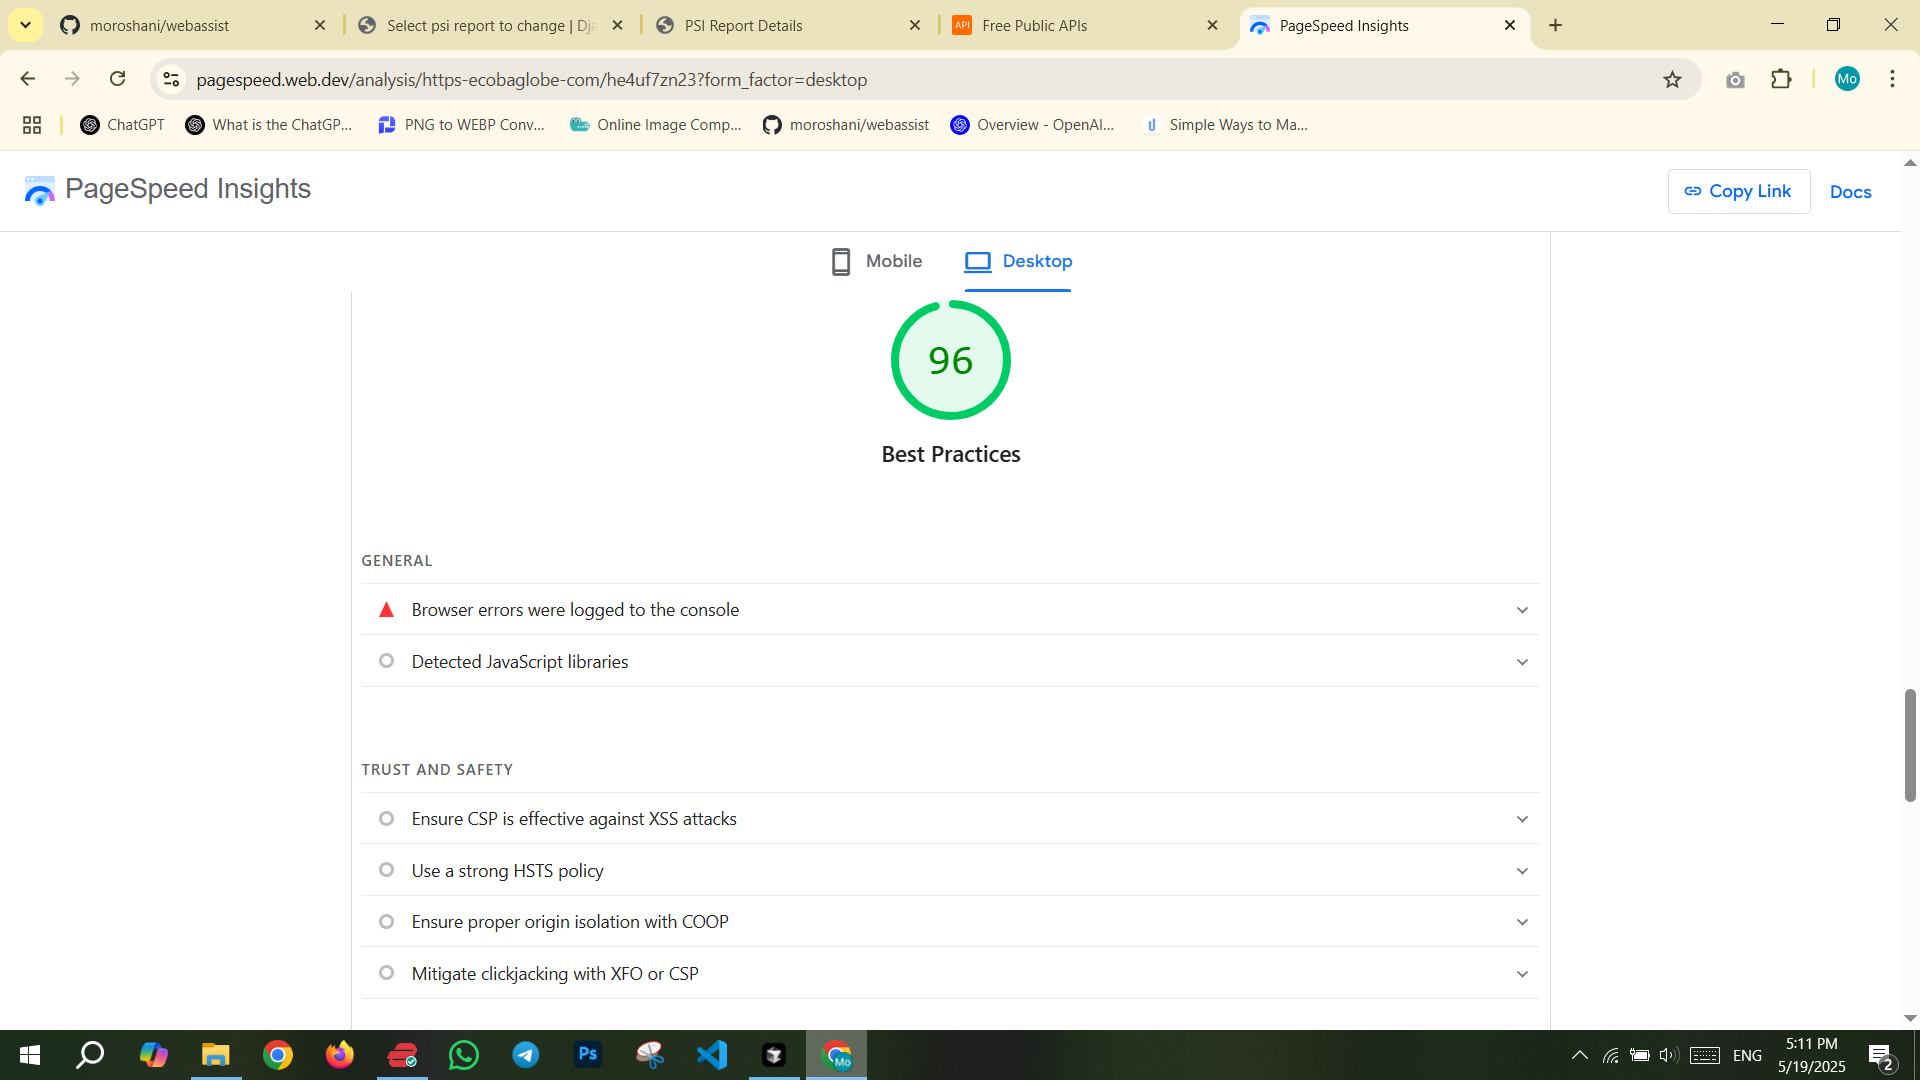 moroshani/webassist
Select psi report to change | Dja
PSI Report Details
API
Free Public APIs
PageSpeed Insights
pagespeed.web.dev/analysis/https-ecobaglobe-com/he4uf7zn23?form_factor=desktop
Mo
ChatGPT
What is the ChatGP...
PNG to WEBP Conv...
Online Image Comp...
moroshani/webassist
Overview - OpenAI...
Simple Ways to Ma...
PageSpeed Insights
Copy Link
Docs
Mobile
Desktop
96
Best Practices
GENERAL
Browser errors were logged to the console
Detected JavaScript libraries
TRUST AND SAFETY
Ensure CSP is effective against XSS attacks
Use a strong HSTS policy
Ensure proper origin isolation with COOP
Mitigate clickjacking with XFO or CSP
Ps
Mo
ENG
5:11 PM
5/19/2025
2